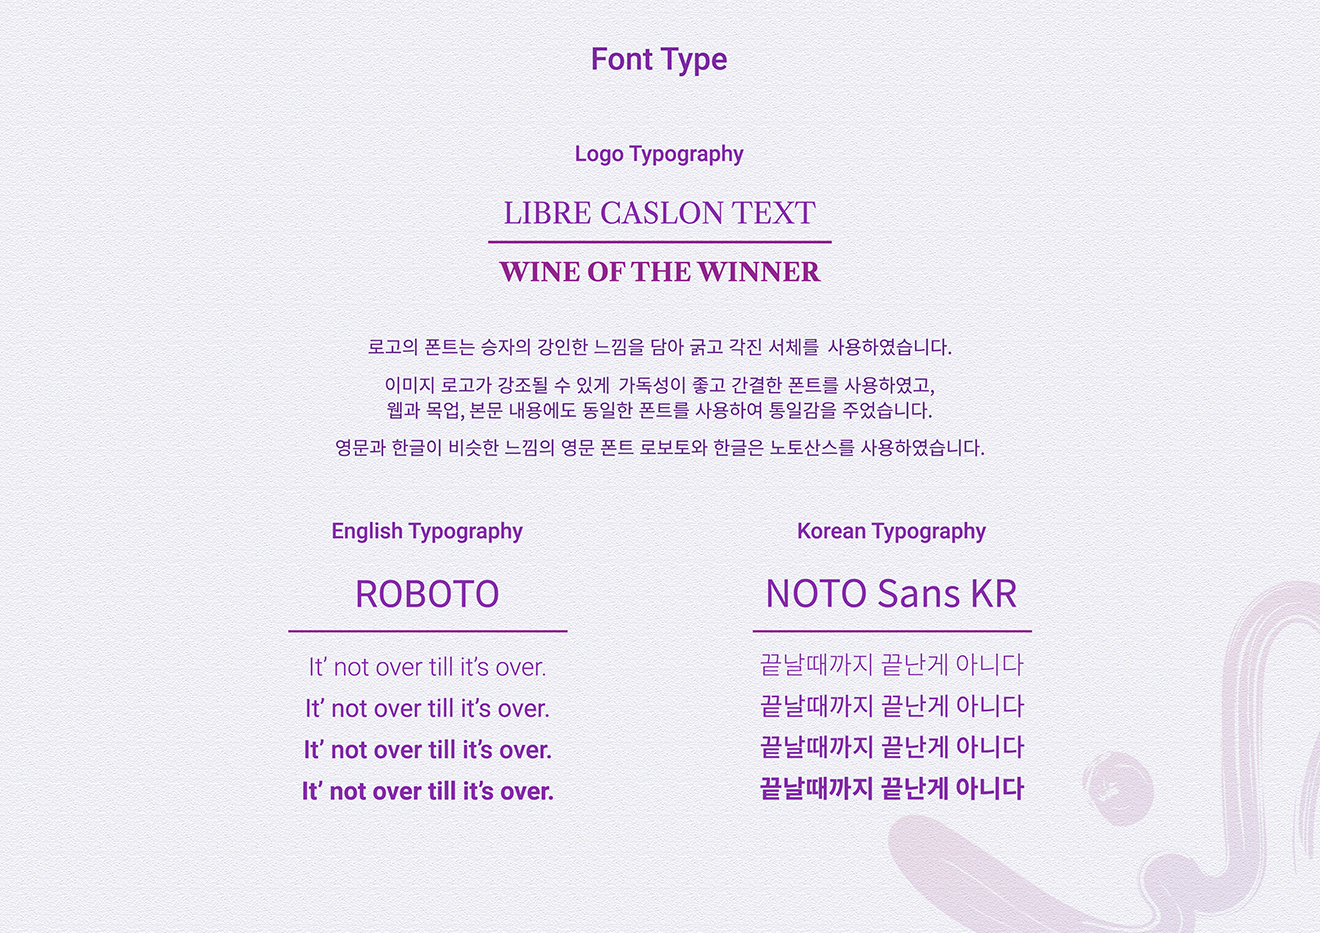 Font Type
Logo Typography
LIBRE CASLON TEXT
WINE OF THE WINNER
로고의 폰트는 승자의 강인한 느낌을 담아 굵고 각진 서체를 사용하였습니다.
이미지 로고가 강조될 수 있게 가독성이 좋고 간결한 폰트를 사용하였고,
웹과 목업, 본문 내용에도 동일한 폰트를 사용하여 통일감을 주었습니다.
영문과 한글이 비슷한 느낌의 영문 폰트 로보토와 한글은 노토산스를 사용하였습니다.
English Typography
ROBOTO
It’ not over till it’s over.
It’ not over till it’s over.
It’ not over till it’s over.
It’ not over till it’s over.
Korean Typography
NOTO Sans KR
끝날때까지 끝난게 아니다
끝날때까지 끝난게 아니다
끝날때까지 끝난게 아니다
끝날때까지 끝난게 아니다